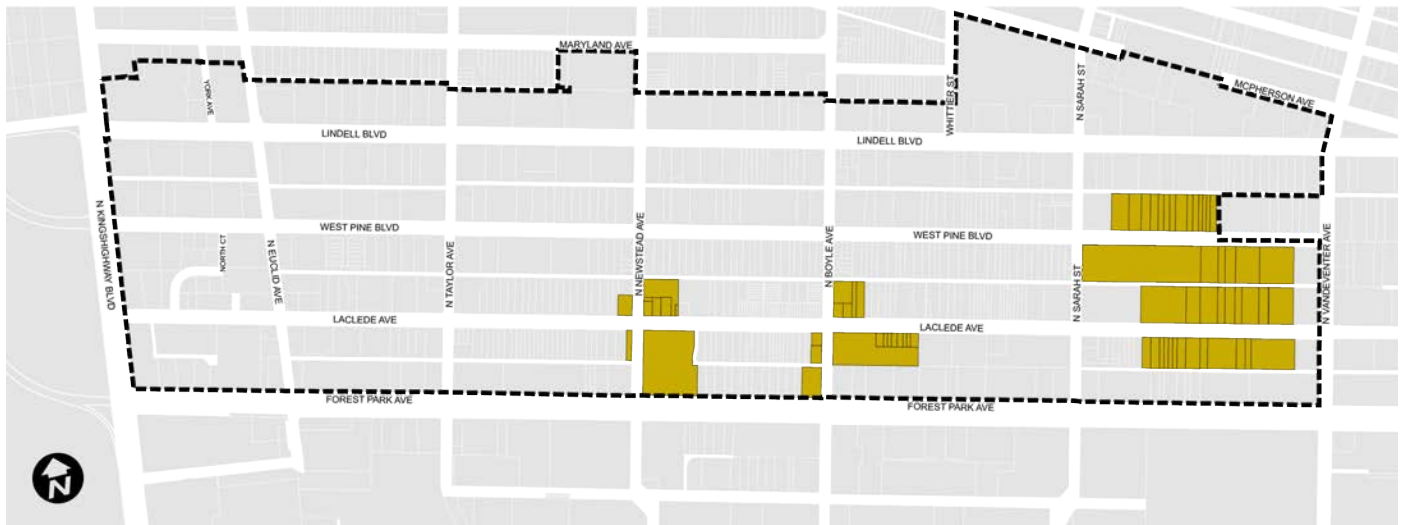 MARYLAND AVE
YORK AVE
N SARAH ST
WHITTIER ST
MCPHERSON AVE
LINDELL BLVD
LINDELL BLVD
N KINGSHIGHWAY BLVD
NORTH CT
N EUCLID AVE
WEST PINE BLVD
N TAYLOR AVE
N NEWSTEAD AVE
N BOYLE AVE
WEST PINE BLVD
N SARAH ST
N VANDEVENTER AVE
LACLEDE AVE
LACLEDE AVE
FOREST PARK AVE
FOREST PARK AVE
N